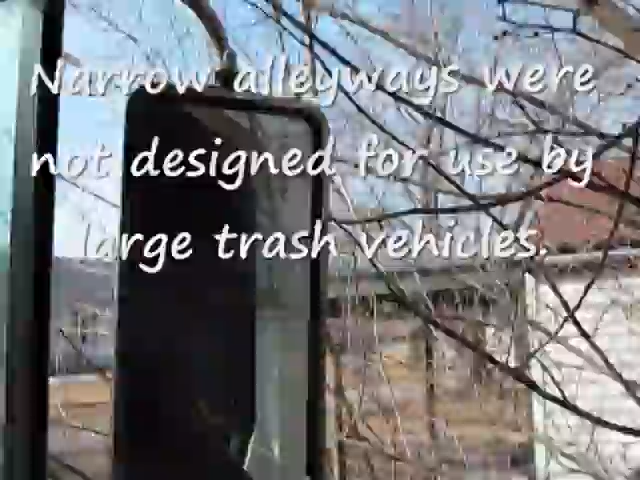 Narrow alleyways were
not designed for use by
large trash vehicles.